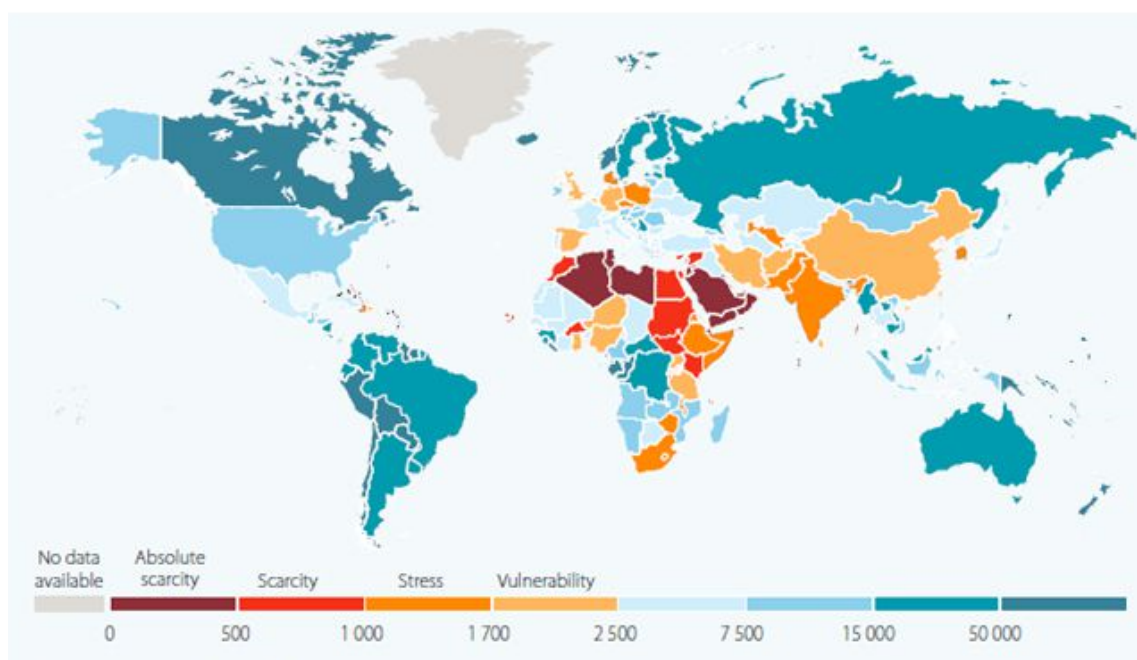 No data available
Absolute scarcity
Scarcity
Stress
Vulnerability
0
500
1 000
1 700
2 500
7 500
15 000
50 000